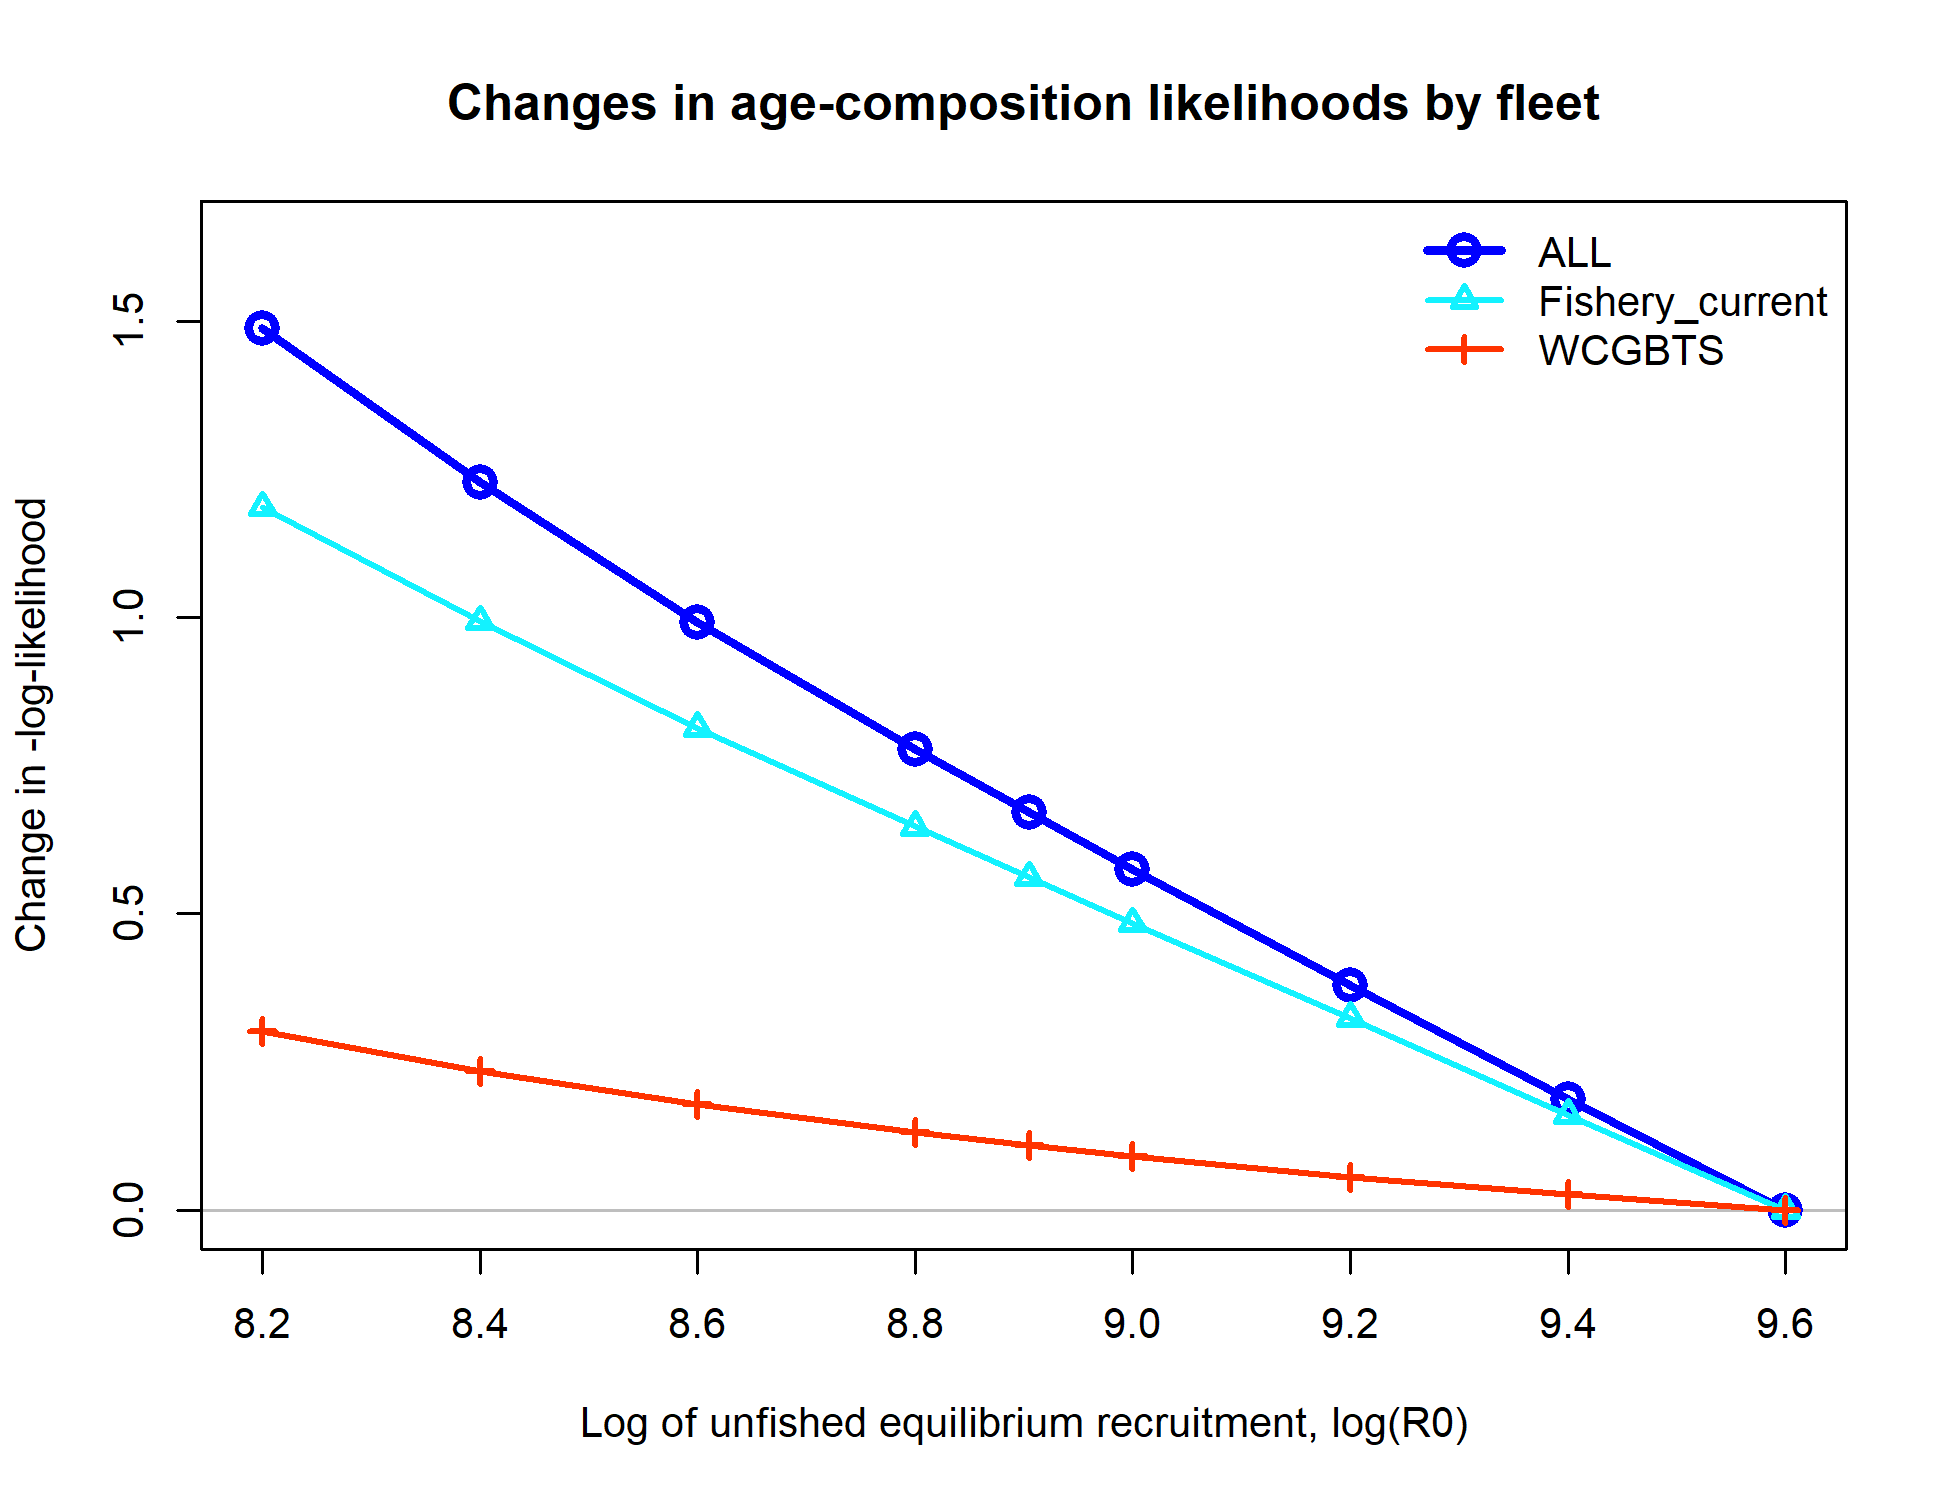 Changes in age-composition likelihoods by fleet
ALL
Fishery_current
WCGBTS
Change in -log-likelihood
1.5
1.0
0.5
0.0
8.2 8.4 8.6 8.8 9.0 9.2 9.4 9.6
Log of unfished equilibrium recruitment, log(R0)